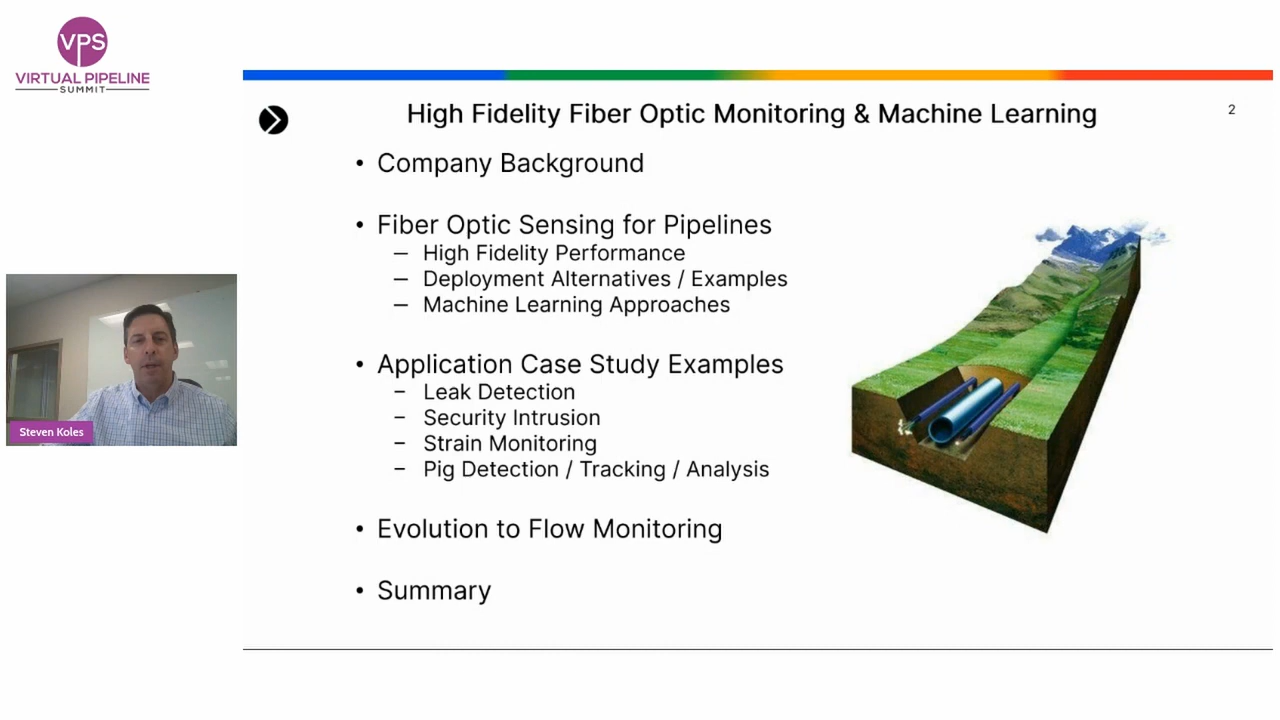 VPS
VIRTUAL PIPELINE
SUMMIT
High Fidelity Fiber Optic Monitoring & Machine Learning
2
• Company Background
• Fiber Optic Sensing for Pipelines
– High Fidelity Performance
– Deployment Alternatives / Examples
– Machine Learning Approaches
• Application Case Study Examples
– Leak Detection
– Security Intrusion
– Strain Monitoring
– Pig Detection / Tracking / Analysis
• Evolution to Flow Monitoring
• Summary
Steven Koles